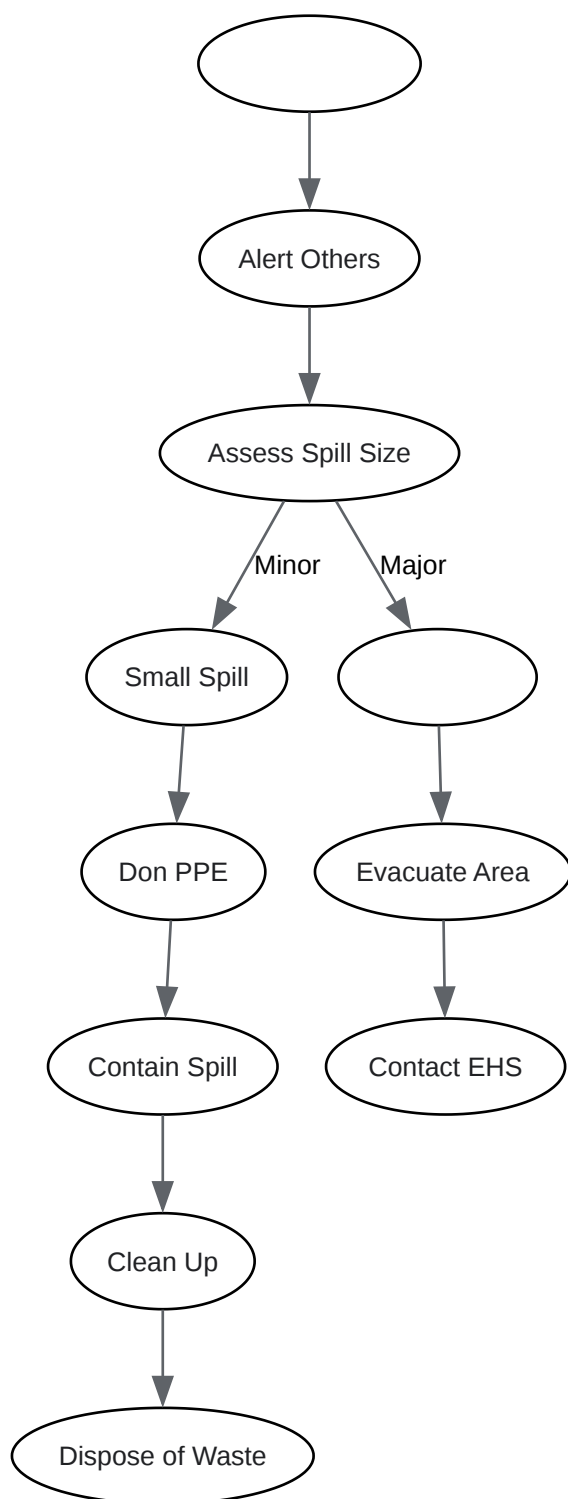 Alert Others
Assess Spill Size
Minor
Major
Small Spill
Don PPE
Evacuate Area
Contain Spill
Contact EHS
Clean Up
Dispose of Waste